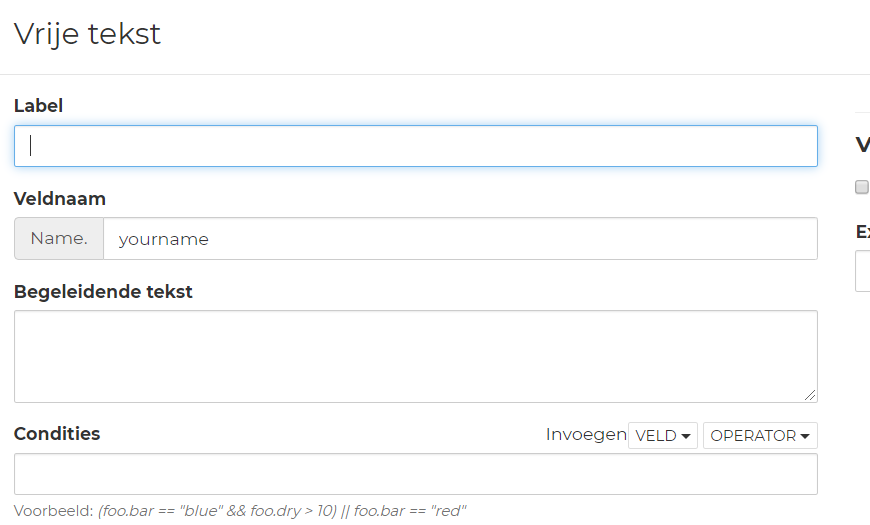 Vrije tekst
Label
Veldnaam
Name. yourname
Begeleidende tekst
Condities Invoegen VELD OPERATOR
Voorbeeld: (foo.bar == "blue" && foo.dry > 10) || foo.bar == "red"